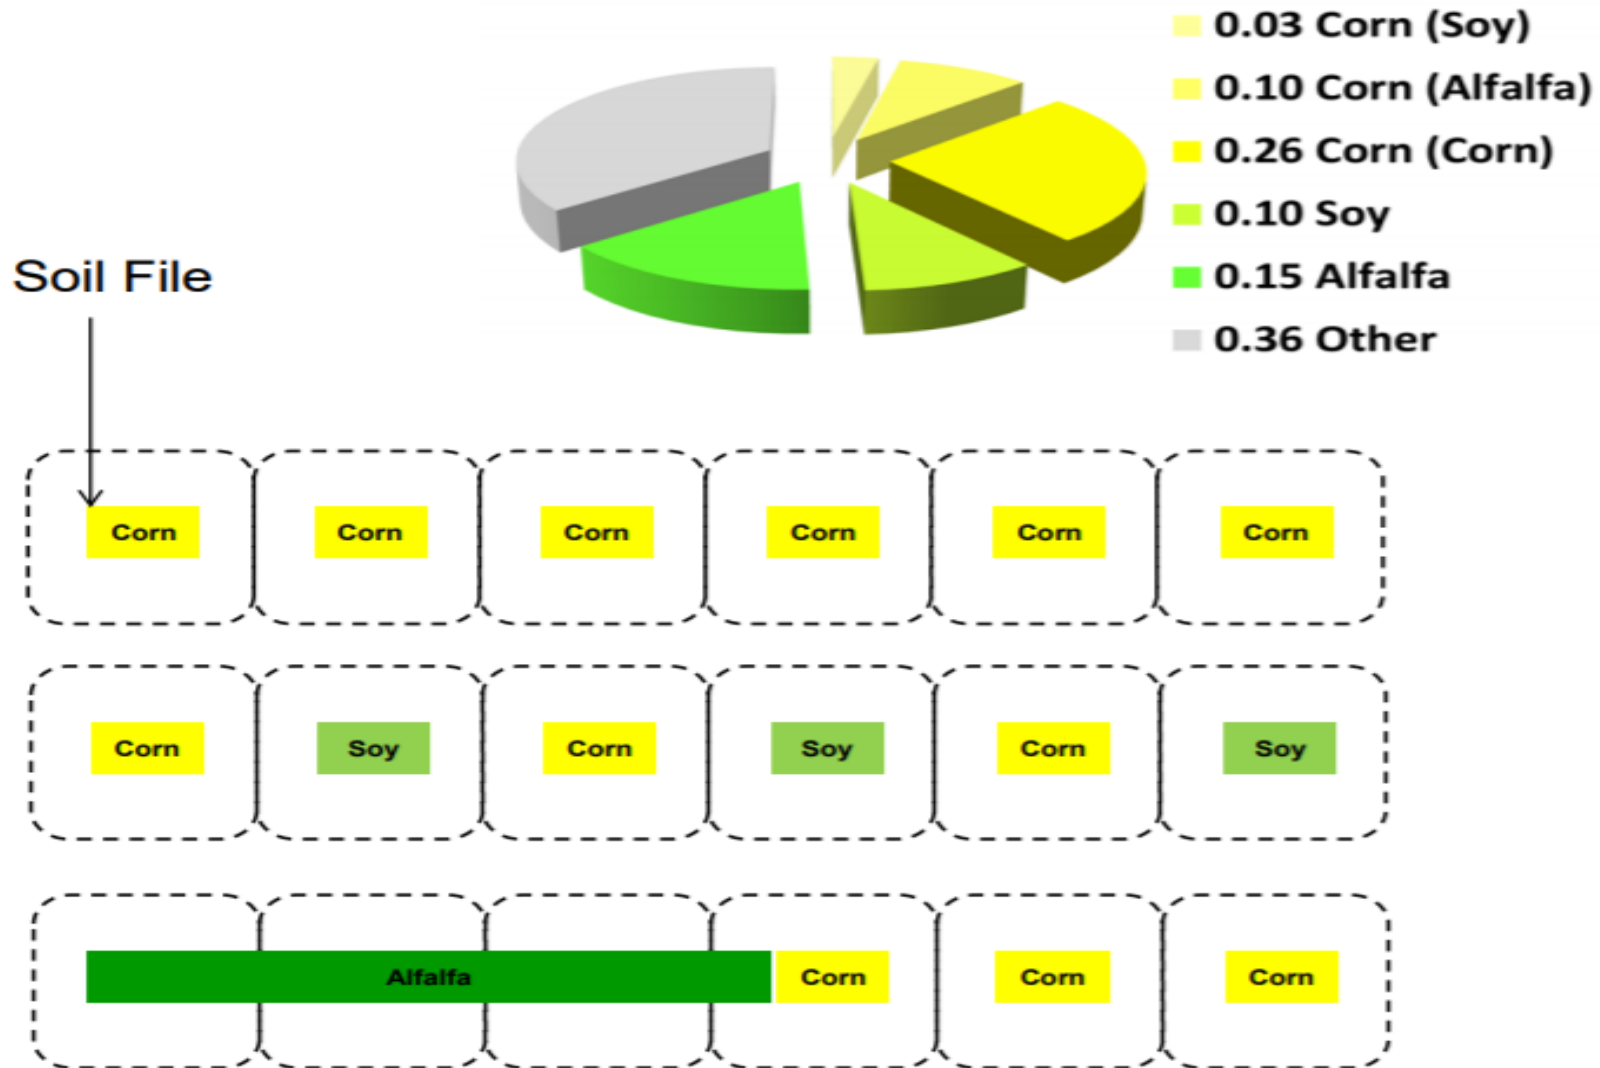 0.03 Corn (Soy)
0.10 Corn (Alfalfa)
0.26 Corn (Corn)
0.10 Soy
0.15 Alfalfa
0.36 Other
Soil File
Corn Corn Corn Corn Corn Corn
Corn Soy Corn Soy Corn Soy
Alfalfa Corn Corn Corn